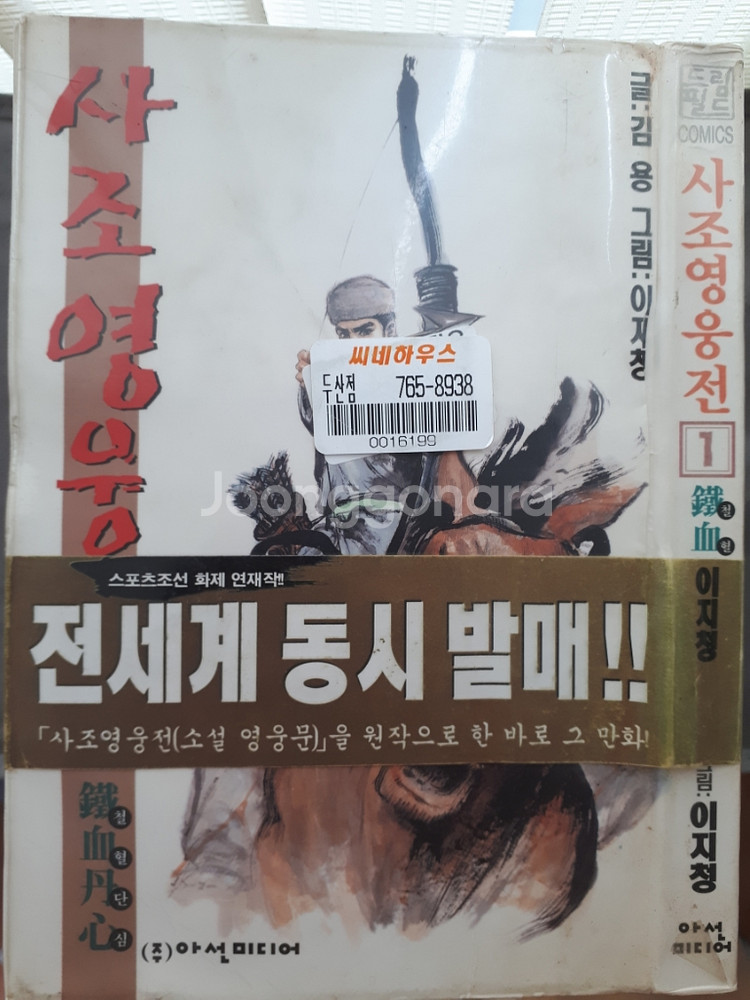 사조영웅
글:김 용 그림:이지청
씨네하우스
두산점 765-8938
0016199
Joonggonara
스포츠조선 화제 연재작!!
전세계 동시 발매!!
「사조영웅전(소설 영웅문)」을 원작으로 한 바로 그 만화!
鐵血丹心
철혈단심
(주)아선미디어
드림
필드
COMICS
사조영웅전
1
鐵血
철혈
이지청
그림:이지청
아선
미디어